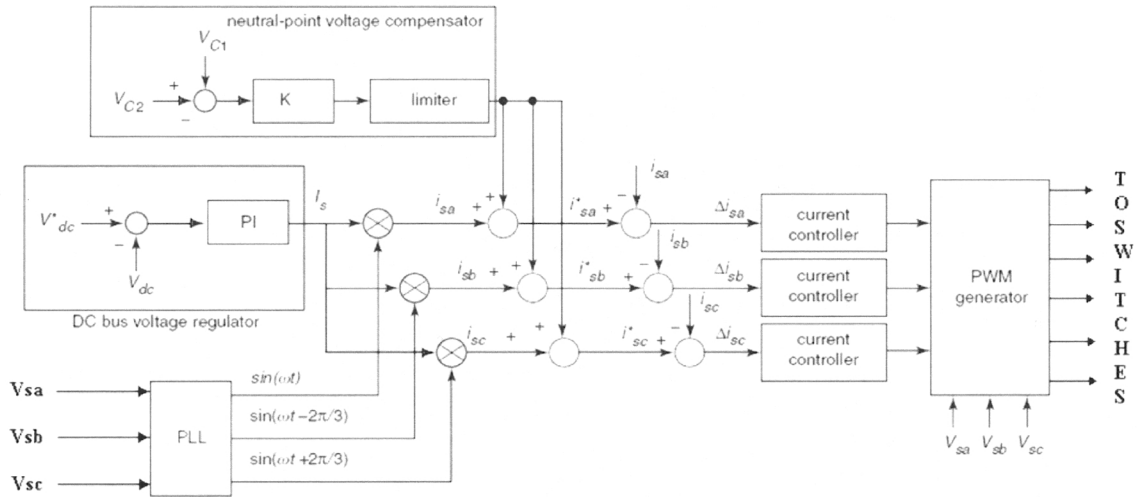 neutral-point voltage compensator
V_C1
V_C2
+
−
K
limiter
V*_dc
+
−
V_dc
PI
DC bus voltage regulator
I_s
i_sa
+ +
i*_sa
+ −
i_sa
Δi_sa
current
controller
i_sb
+ +
i*_sb
+ −
i_sb
Δi_sb
current
controller
i_sc
+ +
i*_sc
+ −
i_sc
Δi_sc
current
controller
PWM
generator
V_sa V_sb V_sc
T
O
S
W
I
T
C
H
E
S
Vsa
Vsb
Vsc
PLL
sin(ωt)
sin(ωt−2π/3)
sin(ωt+2π/3)